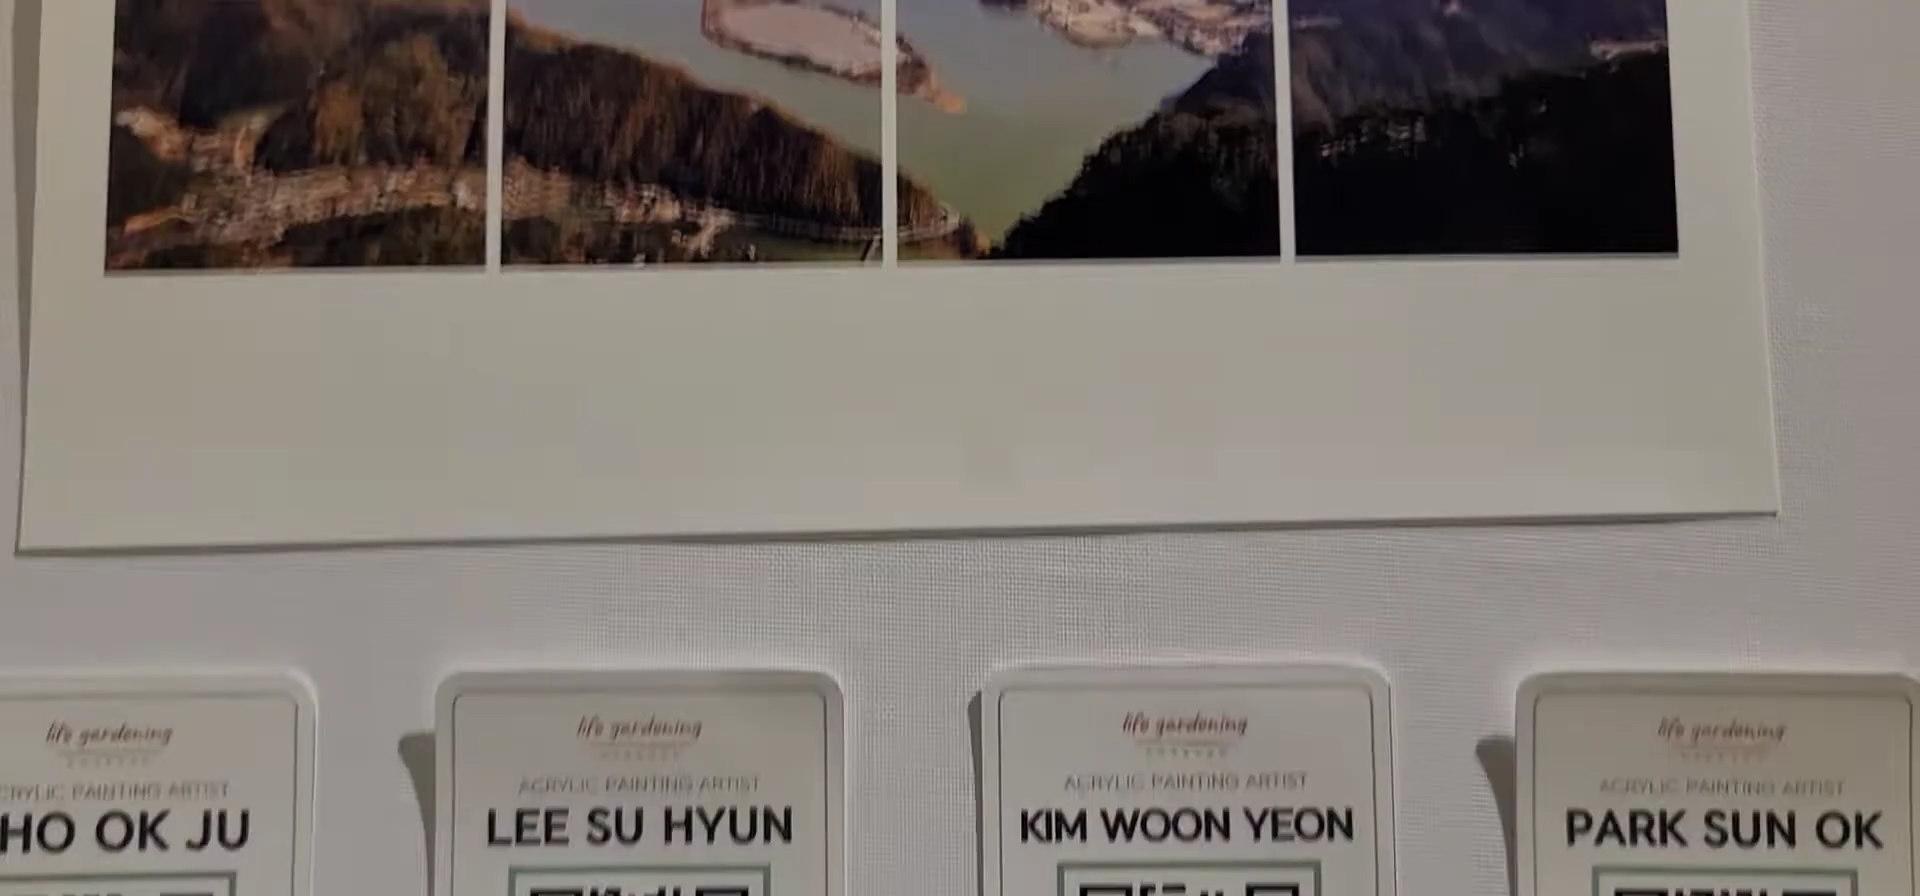 life gardening
life gardening
life gardening
life gardening
CRYLIC PAINTING ARTIST
ACRYLIC PAINTING ARTIST
ACRYLIC PAINTING ARTIST
ACRYLIC PAINTING ARTIST
HO OK JU
LEE SU HYUN
KIM WOON YEON
PARK SUN OK